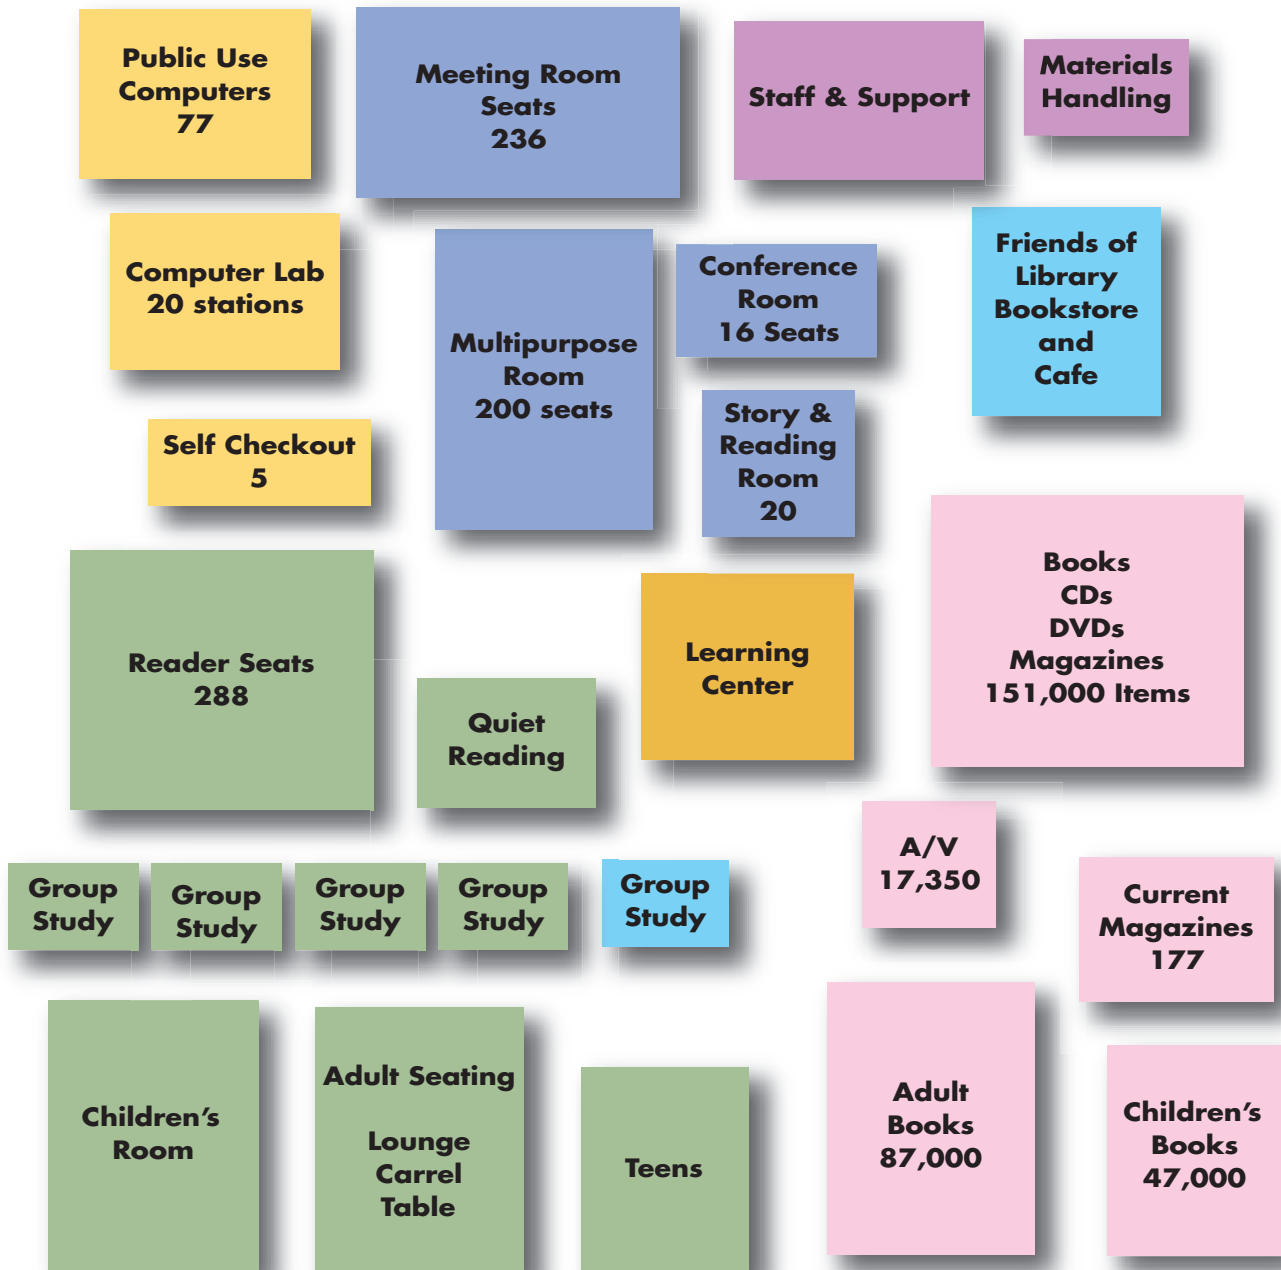 Public Use
Computers
77
Meeting Room
Seats
236
Staff & Support
Materials
Handling
Computer Lab
20 stations
Multipurpose
Room
200 seats
Conference
Room
16 Seats
Friends of
Library
Bookstore
and
Cafe
Self Checkout
5
Story &
Reading
Room
20
Reader Seats
288
Quiet
Reading
Learning
Center
Books
CDs
DVDs
Magazines
151,000 Items
Group
Study
Group
Study
Group
Study
Group
Study
Group
Study
A/V
17,350
Current
Magazines
177
Children's
Room
Adult Seating
Lounge
Carrel
Table
Teens
Adult
Books
87,000
Children's
Books
47,000